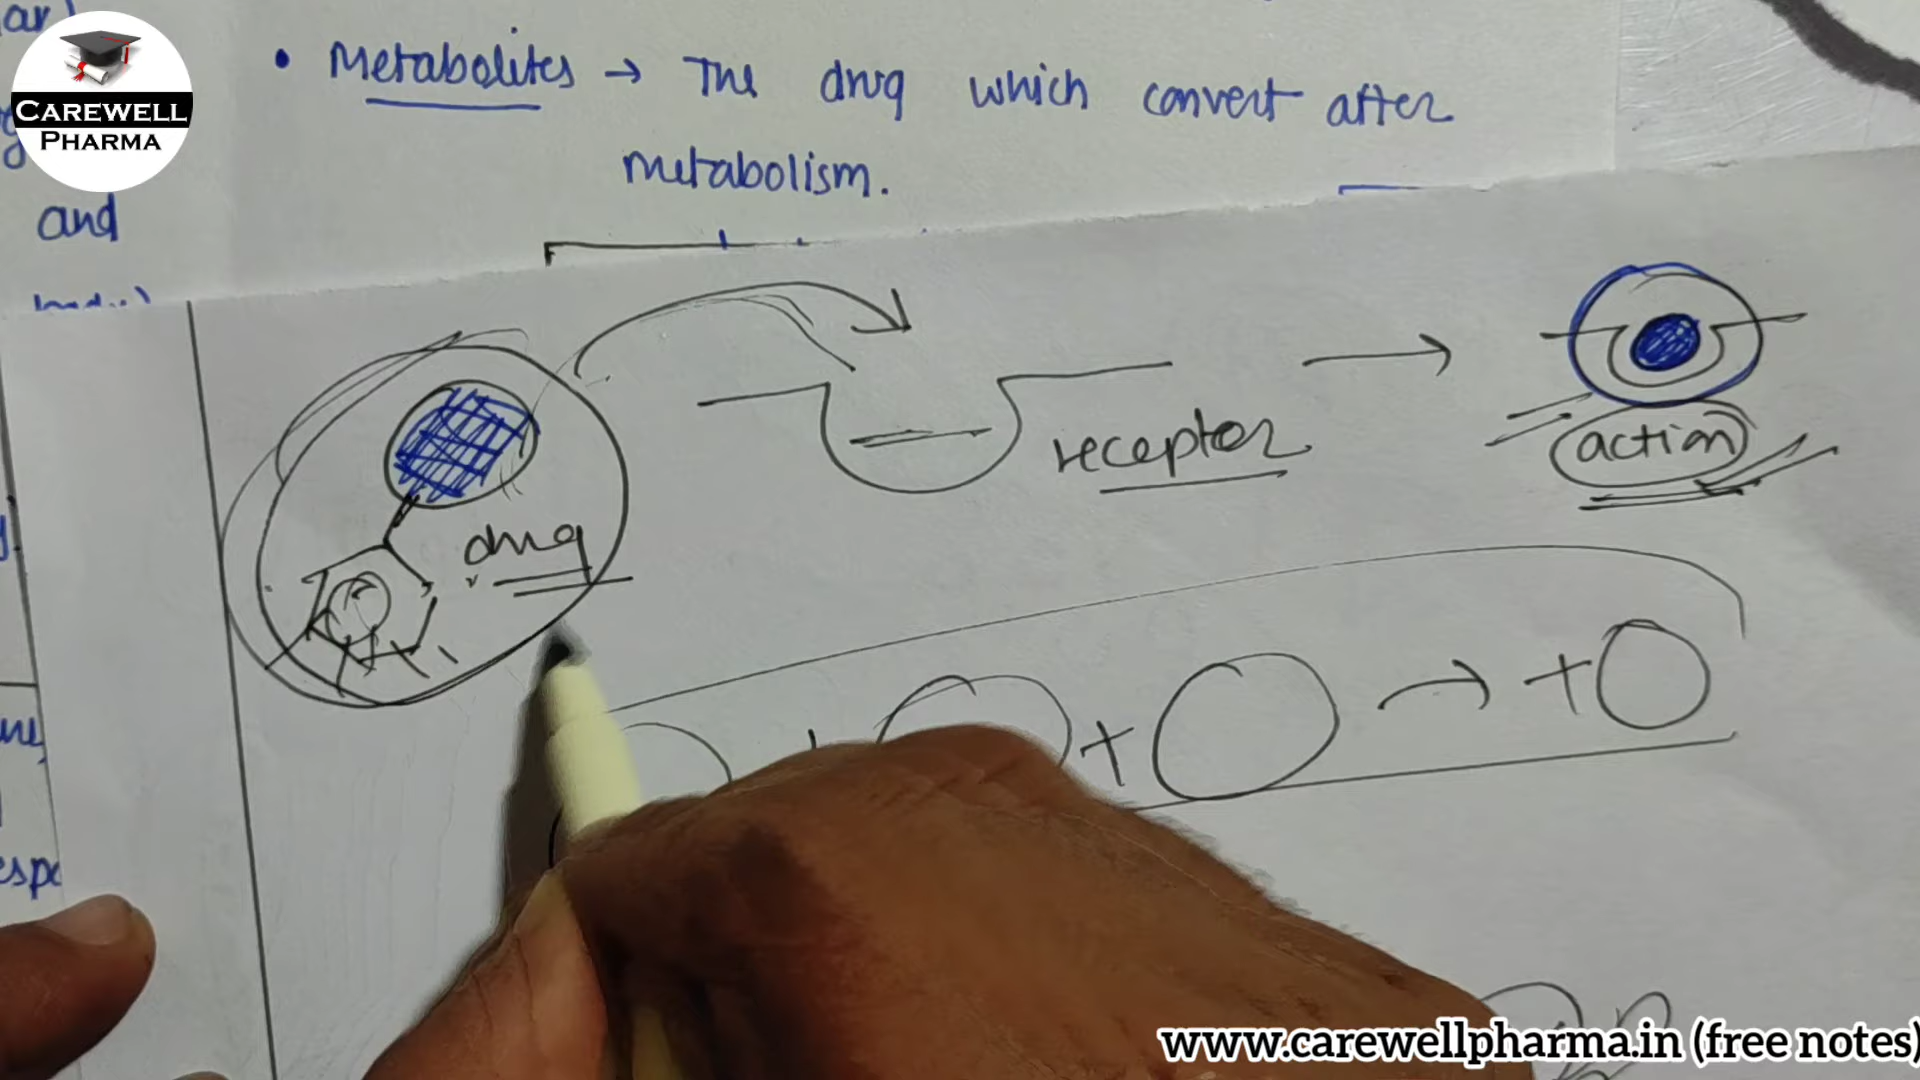 CAREWELL
PHARMA
• Metabolites → The drug which convert after
metabolism.
and
drug
receptor
action
+ + → +
www.carewellpharma.in (free notes)